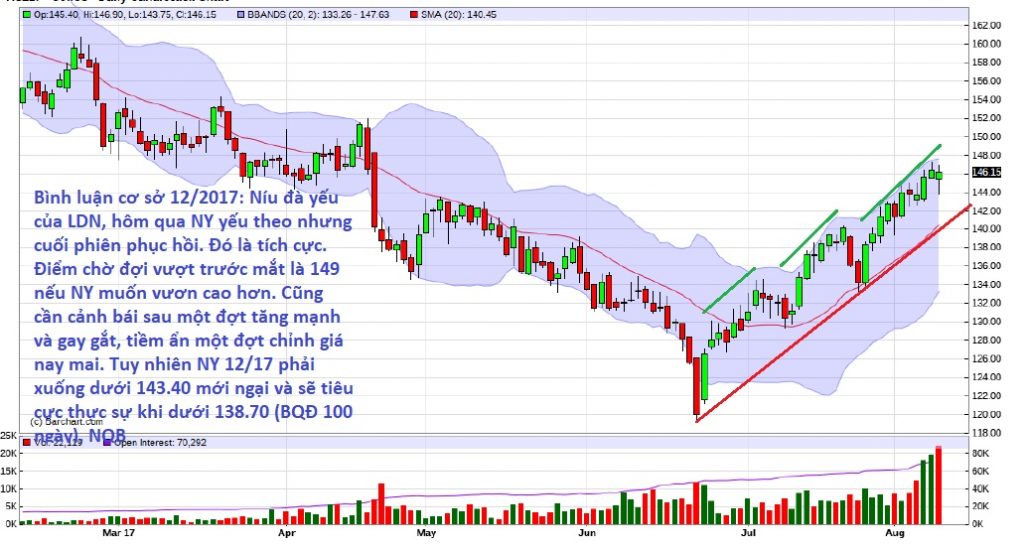 Op:145.40, Hi:146.90, Lo:143.75, Cl:146.15 BBANDS (20, 2): 133.26 - 147.63 SMA (20): 140.45
162.00
160.00
158.00
156.00
154.00
152.00
150.00
148.00
146.15
144.00
142.00
140.00
138.00
136.00
134.00
132.00
130.00
128.00
126.00
124.00
122.00
120.00
118.00
Bình luận cơ sở 12/2017: Níu đà yếu
của LDN, hôm qua NY yếu theo nhưng
cuối phiên phục hồi. Đó là tích cực.
Điểm chờ đợi vượt trước mắt là 149
nếu NY muốn vươn cao hơn. Cũng
cần cảnh bái sau một đợt tăng mạnh
và gay gắt, tiềm ẩn một đợt chỉnh giá
nay mai. Tuy nhiên NY 12/17 phải
xuống dưới 143.40 mới ngại và sẽ tiêu
cực thực sự khi dưới 138.70 (BQĐ 100
ngày). NQB
(c) Barchart.com
Vol: 22,129 Open Interest: 70,292
25K
20K
15K
10K
5K
0K
80K
60K
40K
20K
0K
Mar 17 Apr May Jun Jul Aug